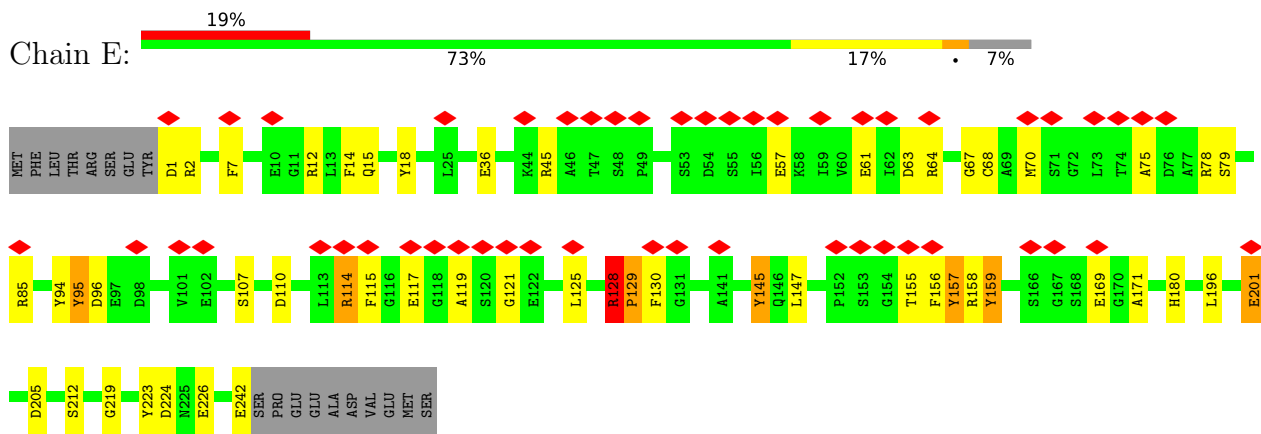 19%
Chain E:
73% 17% • 7%
MET PHE LEU THR ARG SER GLU TYR D1 R2 F7 E10 G11 R12 L13 F14 Q15 Y18 L25 E36 K44 R45 A46 T47 S48 P49 S53 D54 S55 I56 E57 K58 I59 V60 E61 I62 D63 R64 G67 C68 A69 M70 S71 G72 L73 T74 A75 D76 A77 R78 S79
R85 Y94 Y95 D96 E97 D98 V101 E102 S107 D110 L113 R114 F115 G116 E117 G118 A119 S120 G121 E122 L125 R128 P129 F130 G131 A141 Y145 Q146 L147 P152 S153 G154 T155 F156 Y157 R158 Y159 S166 G167 S168 E169 G170 A171 H180 L196 E201
D205 S212 G219 Y223 D224 N225 E226 E242 SER PRO GLU GLU ALA ASP VAL GLU MET SER